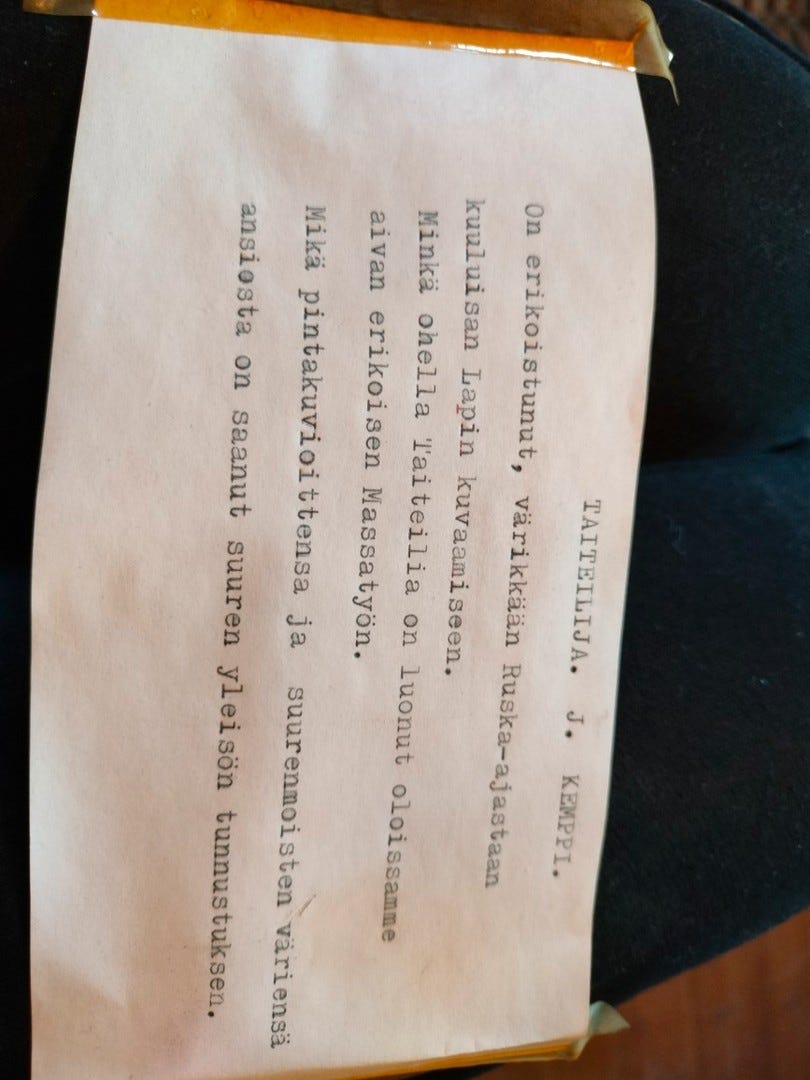 TAITEILIJA. J. KEMPPI.
On erikoistunut, värikkään Ruska-ajastaan
kuuluisan Lapin kuvaamiseen.
Minkä ohella Taiteilia on luonut oloissamme
aivan erikoisen Massatyön.
Mikä pintakuvioittensa ja suurenmoisten väriensä
ansiosta on saanut suuren yleisön tunnustuksen.